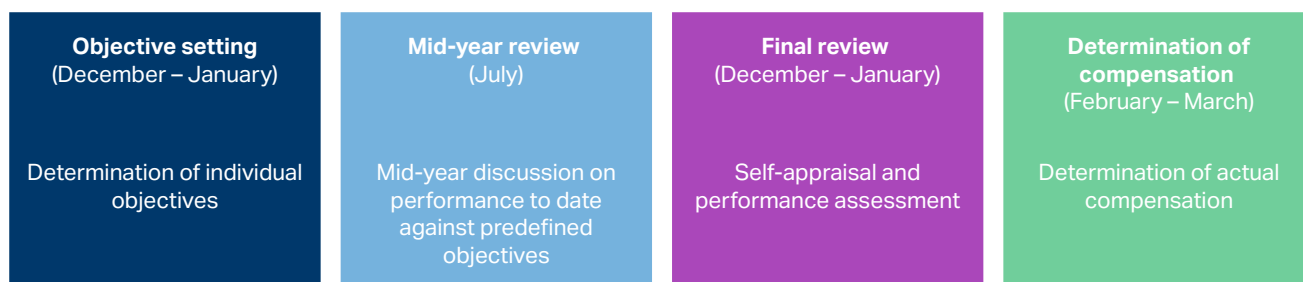 Objective setting
(December – January)
Determination of individual
objectives
Mid-year review
(July)
Mid-year discussion on
performance to date
against predefined
objectives
Final review
(December – January)
Self-appraisal and
performance assessment
Determination of
compensation
(February – March)
Determination of actual
compensation